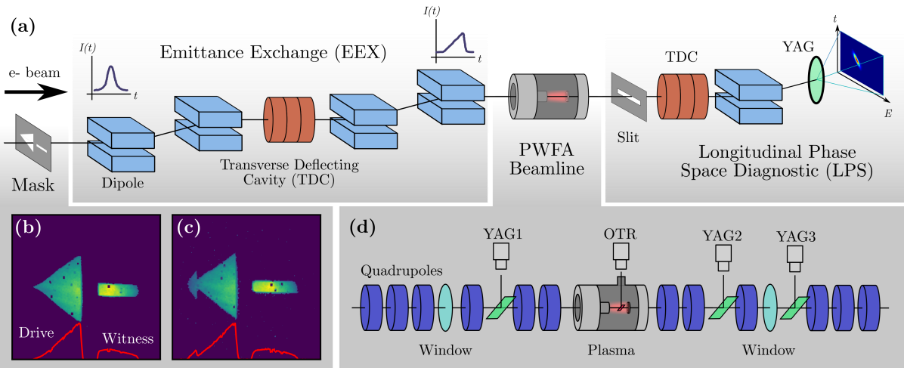 (a)
I(t)
t
Emittance Exchange (EEX)
I(t)
t
e- beam
Mask
Dipole
Transverse Deflecting
Cavity (TDC)
PWFA
Beamline
Slit
TDC
YAG
t
E
Longitudinal Phase
Space Diagnostic (LPS)
(b)
Drive
Witness
(c)
(d)
YAG1
OTR
YAG2
YAG3
Quadrupoles
Window
Plasma
Window